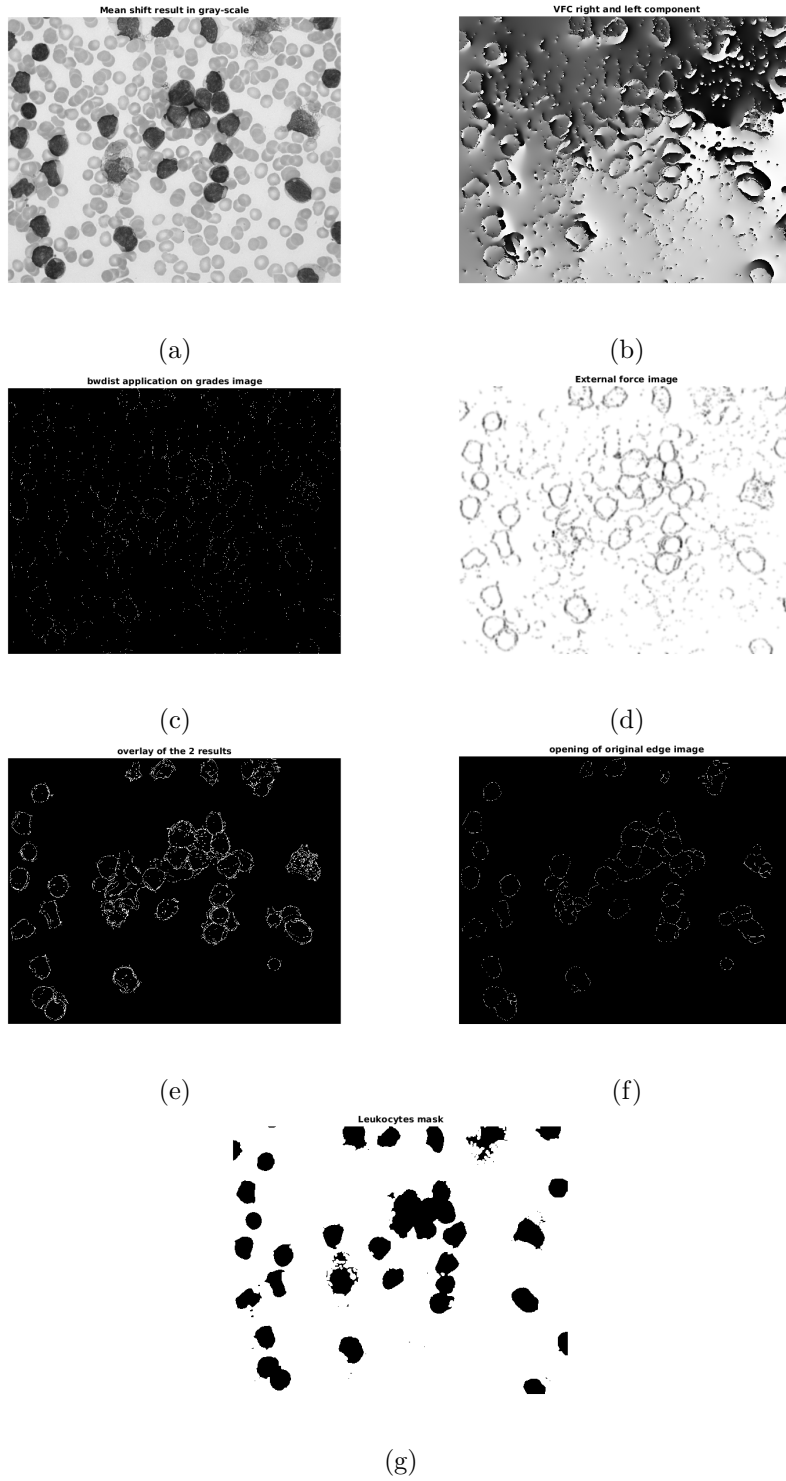 Mean shift result in gray-scale
VFC right and left component
(a)
(b)
bwdist application on grades image
External force image
(c)
(d)
overlay of the 2 results
opening of original edge image
(e)
(f)
Leukocytes mask
(g)